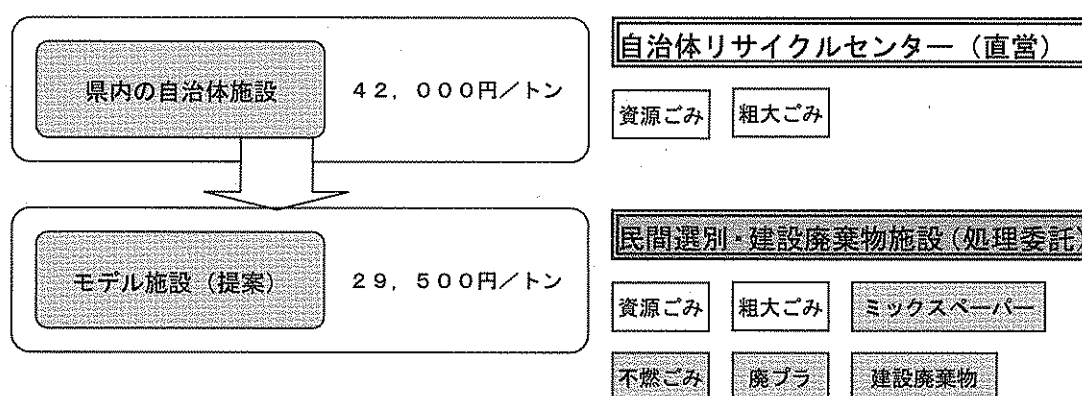 県内の自治体施設
42,000円/トン
自治体リサイクルセンター(直営)
資源ごみ
粗大ごみ
モデル施設(提案)
29,500円/トン
民間選別・建設廃棄物施設(処理委託)
資源ごみ
粗大ごみ
ミックスペーパー
不燃ごみ
廃プラ
建設廃棄物